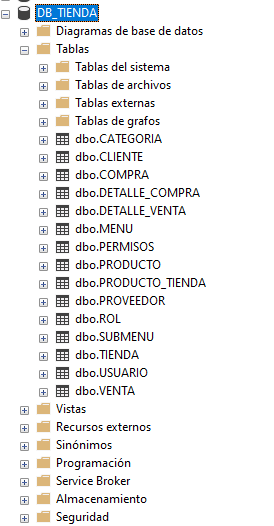 DB_TIENDA
Diagramas de base de datos
Tablas
Tablas del sistema
Tablas de archivos
Tablas externas
Tablas de grafos
dbo.CATEGORIA
dbo.CLIENTE
dbo.COMPRA
dbo.DETALLE_COMPRA
dbo.DETALLE_VENTA
dbo.MENU
dbo.PERMISOS
dbo.PRODUCTO
dbo.PRODUCTO_TIENDA
dbo.PROVEEDOR
dbo.ROL
dbo.SUBMENU
dbo.TIENDA
dbo.USUARIO
dbo.VENTA
Vistas
Recursos externos
Sinónimos
Programación
Service Broker
Almacenamiento
Seguridad